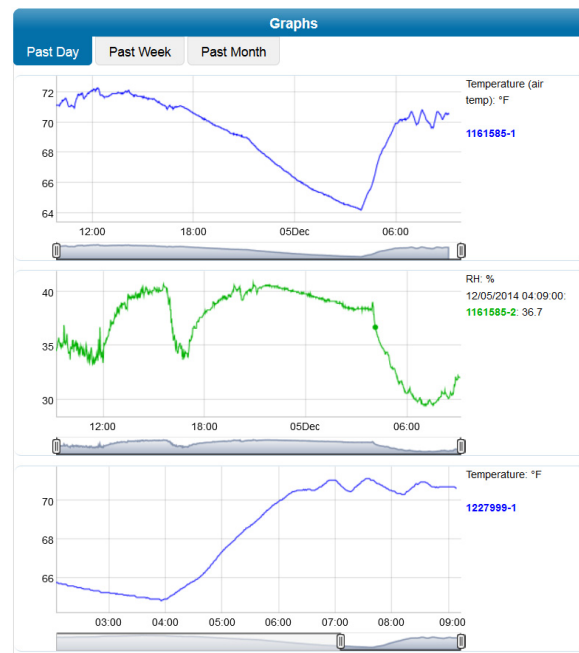 Graphs
Past Day Past Week Past Month
Temperature (air
temp): °F
1161585-1
72
70
68
66
64
12:00 18:00 05Dec 06:00
RH: %
12/05/2014 04:09:00:
1161585-2: 36.7
40
35
30
12:00 18:00 05Dec 06:00
Temperature: °F
1227999-1
70
68
66
03:00 04:00 05:00 06:00 07:00 08:00 09:00